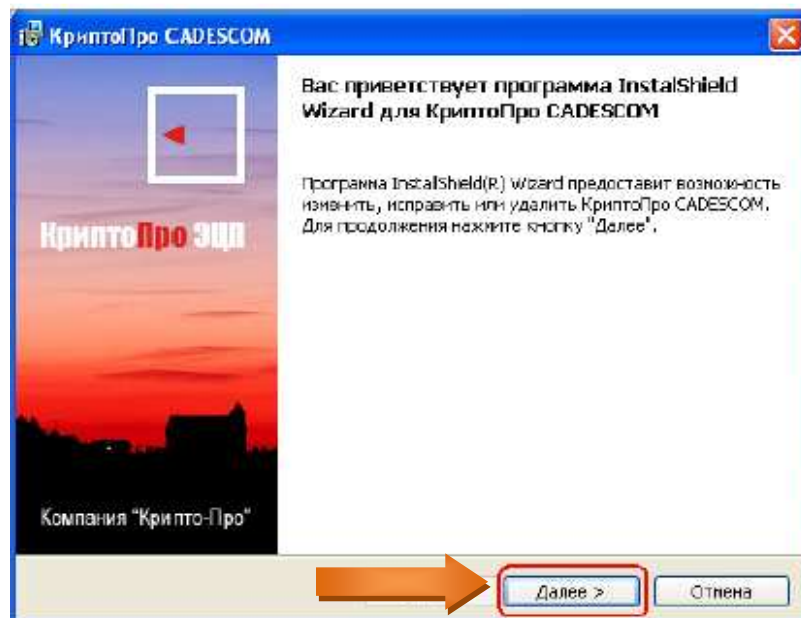 КриптоПро CADESCOM
Вас приветствует программа InstalShield
Wizard для КриптоПро CADESCOM
Программа InstalShield(R) Wizard предоставит возможность
изменить, исправить или удалить КриптоПро CADESCOM.
Для продолжения нажмите кнопку "Далее".
КриптоПро ЭЦП
Компания "Крипто-Про"
Далее >
Отмена